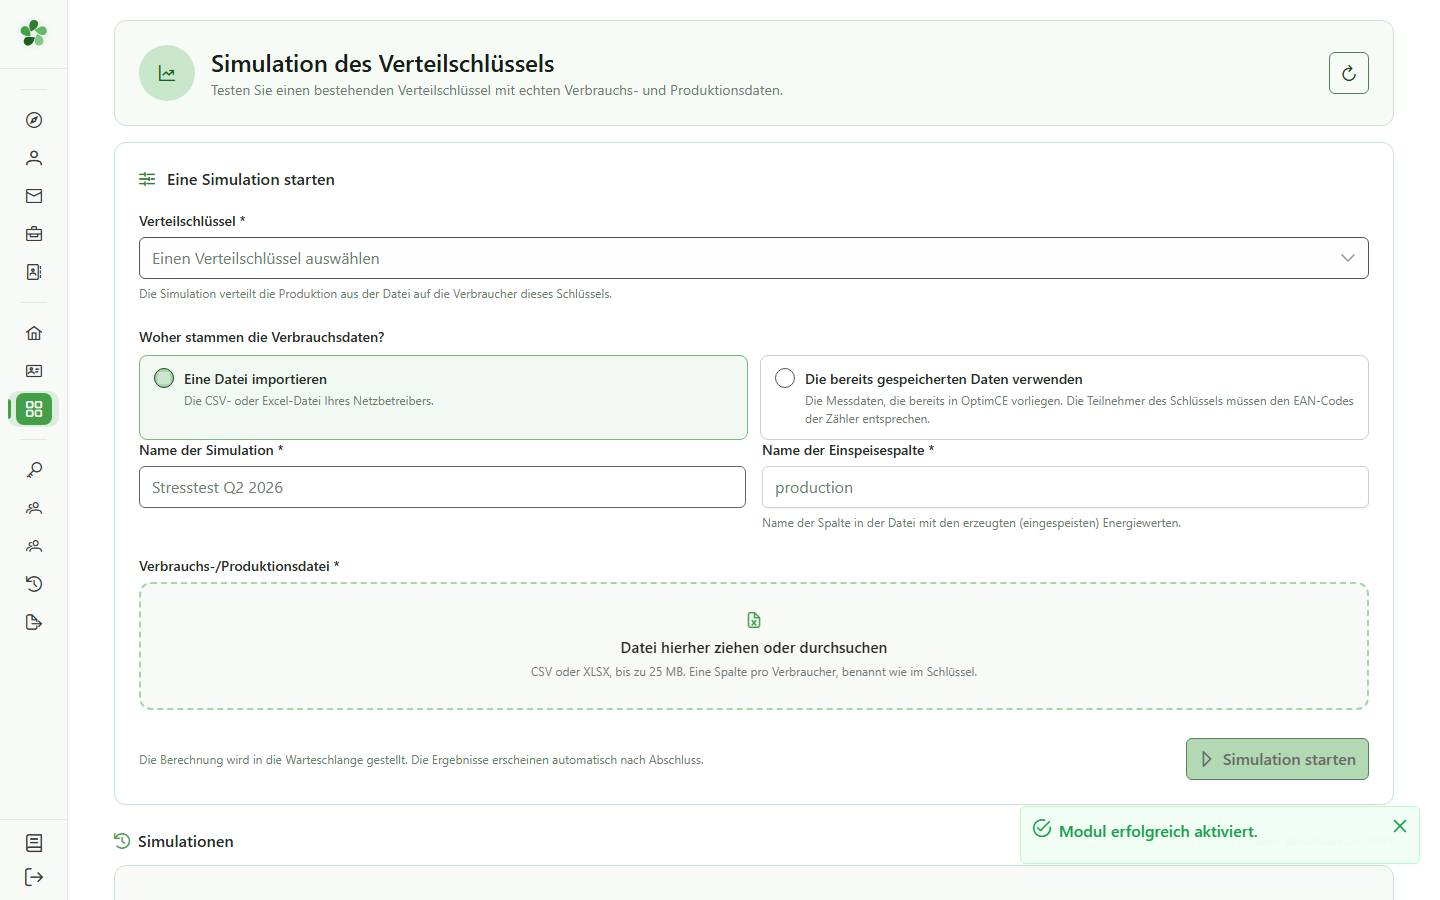 Simulation des Verteilschlüssels
Testen Sie einen bestehenden Verteilschlüssel mit echten Verbrauchs- und Produktionsdaten.
Eine Simulation starten
Verteilschlüssel *
Einen Verteilschlüssel auswählen
Die Simulation verteilt die Produktion aus der Datei auf die Verbraucher dieses Schlüssels.
Woher stammen die Verbrauchsdaten?
Eine Datei importieren
Die CSV- oder Excel-Datei Ihres Netzbetreibers.
Die bereits gespeicherten Daten verwenden
Die Messdaten, die bereits in OptimCE vorliegen. Die Teilnehmer des Schlüssels müssen den EAN-Codes
der Zähler entsprechen.
Name der Simulation *
Stresstest Q2 2026
Name der Einspeisespalte *
production
Name der Spalte in der Datei mit den erzeugten (eingespeisten) Energiewerten.
Verbrauchs-/Produktionsdatei *
Datei hierher ziehen oder durchsuchen
CSV oder XLSX, bis zu 25 MB. Eine Spalte pro Verbraucher, benannt wie im Schlüssel.
Die Berechnung wird in die Warteschlange gestellt. Die Ergebnisse erscheinen automatisch nach Abschluss.
Simulation starten
Simulationen
Modul erfolgreich aktiviert.